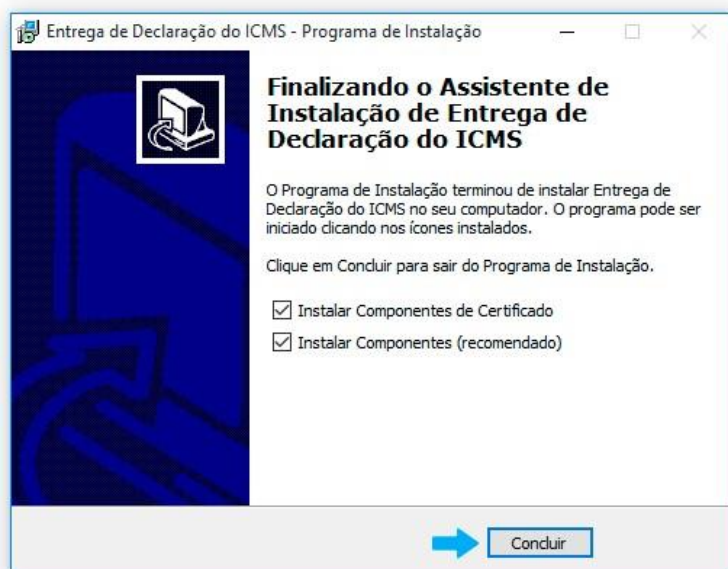 Entrega de Declaração do ICMS - Programa de Instalação
Finalizando o Assistente de
Instalação de Entrega de
Declaração do ICMS
O Programa de Instalação terminou de instalar Entrega de
Declaração do ICMS no seu computador. O programa pode ser
iniciado clicando nos ícones instalados.
Clique em Concluir para sair do Programa de Instalação.
Instalar Componentes de Certificado
Instalar Componentes (recomendado)
Concluir